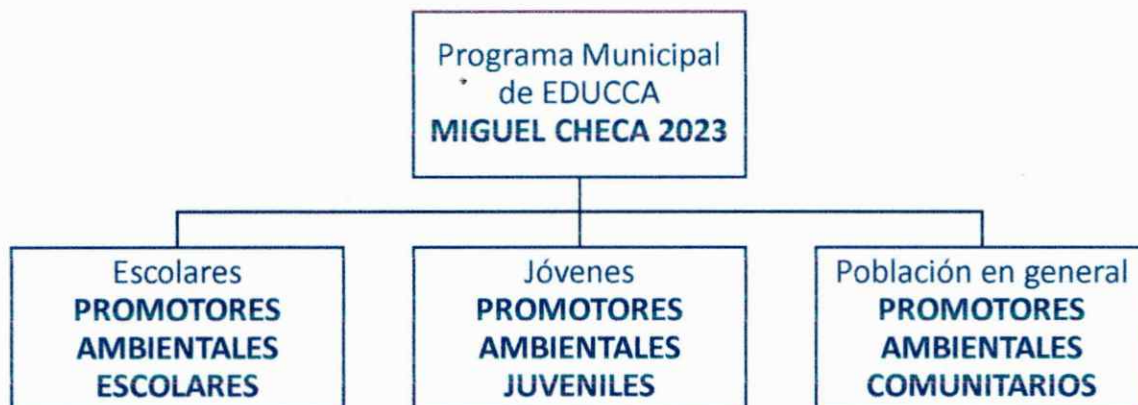 Programa Municipal
de EDUCCA
MIGUEL CHECA 2023
Escolares
PROMOTORES
AMBIENTALES
ESCOLARES
Jóvenes
PROMOTORES
AMBIENTALES
JUVENILES
Población en general
PROMOTORES
AMBIENTALES
COMUNITARIOS